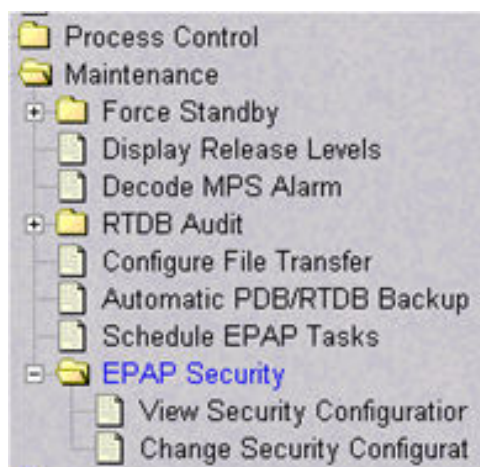 Process Control
Maintenance
Force Standby
Display Release Levels
Decode MPS Alarm
RTDB Audit
Configure File Transfer
Automatic PDB/RTDB Backup
Schedule EPAP Tasks
EPAP Security
View Security Configuration
Change Security Configurat